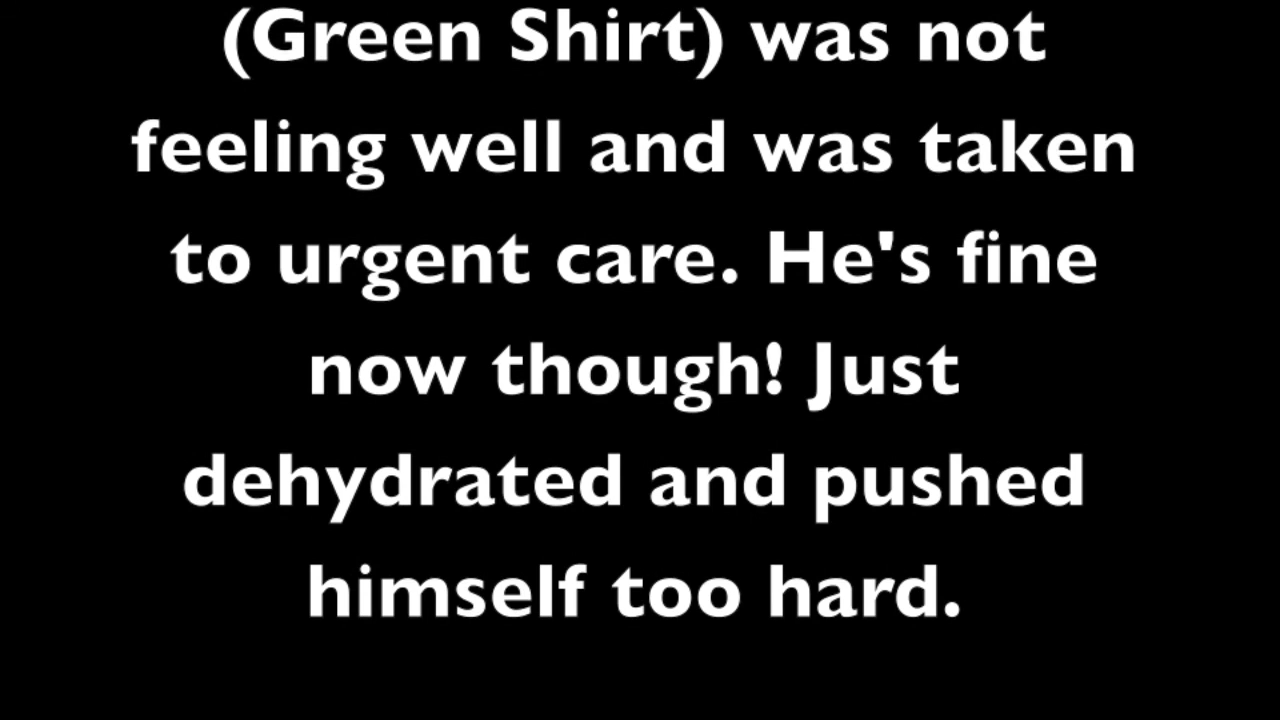 (Green Shirt) was not
feeling well and was taken
to urgent care. He's fine
now though! Just
dehydrated and pushed
himself too hard.